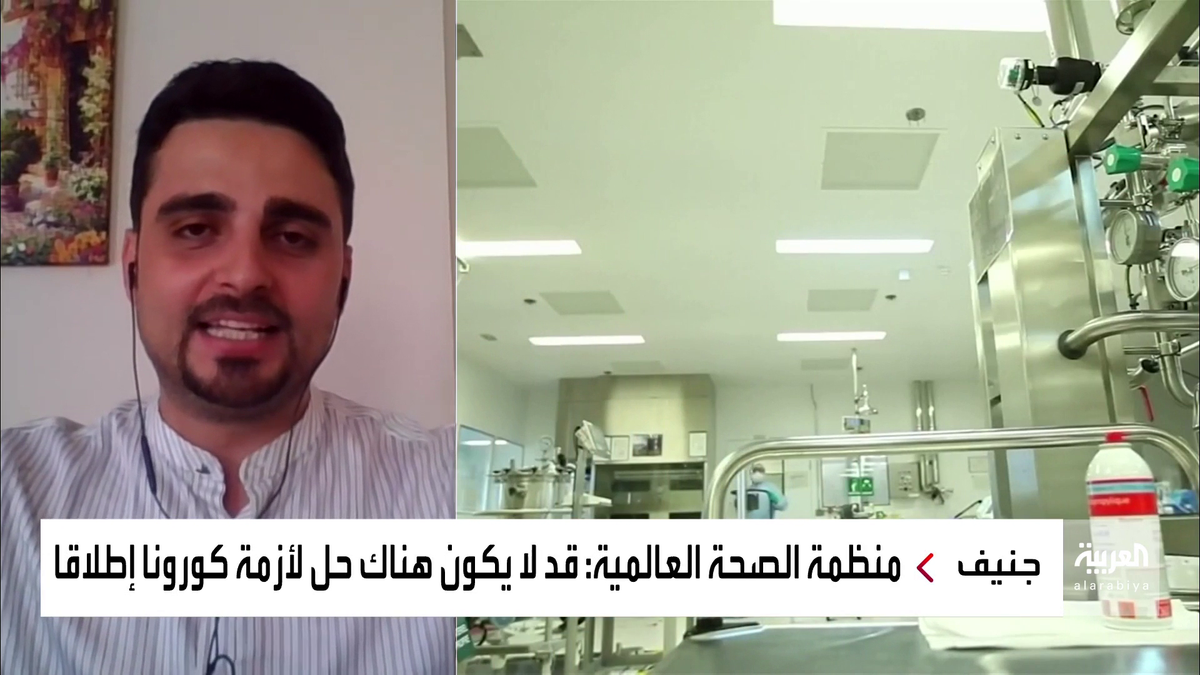 جنيف
منظمة الصحة العالمية: قد لا يكون هناك حل لأزمة كورونا إطلاقا
العربية
alarabiya